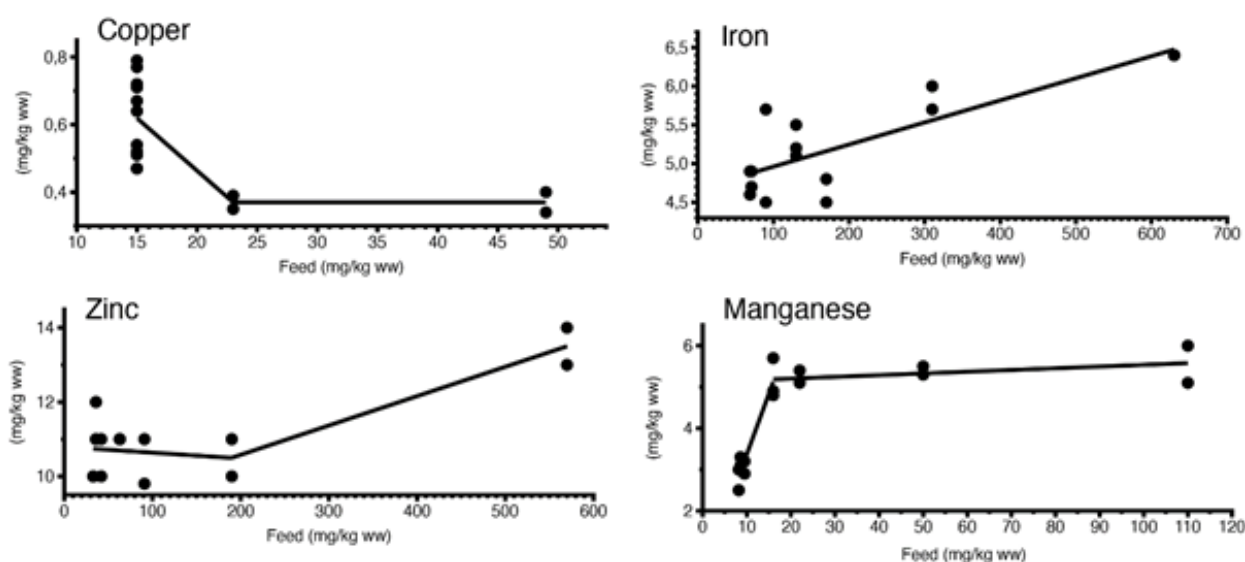 Copper
(mg/kg ww)
0,8
0,6
0,4
10 15 20 25 30 35 40 45 50
Feed (mg/kg ww)
Iron
(mg/kg ww)
6,5
6,0
5,5
5,0
4,5
0 100 200 300 400 500 600 700
Feed (mg/kg ww)
Zinc
(mg/kg ww)
14
12
10
0 100 200 300 400 500 600
Feed (mg/kg ww)
Manganese
(mg/kg ww)
6
4
2
0 10 20 30 40 50 60 70 80 90 100 110 120
Feed (mg/kg ww)